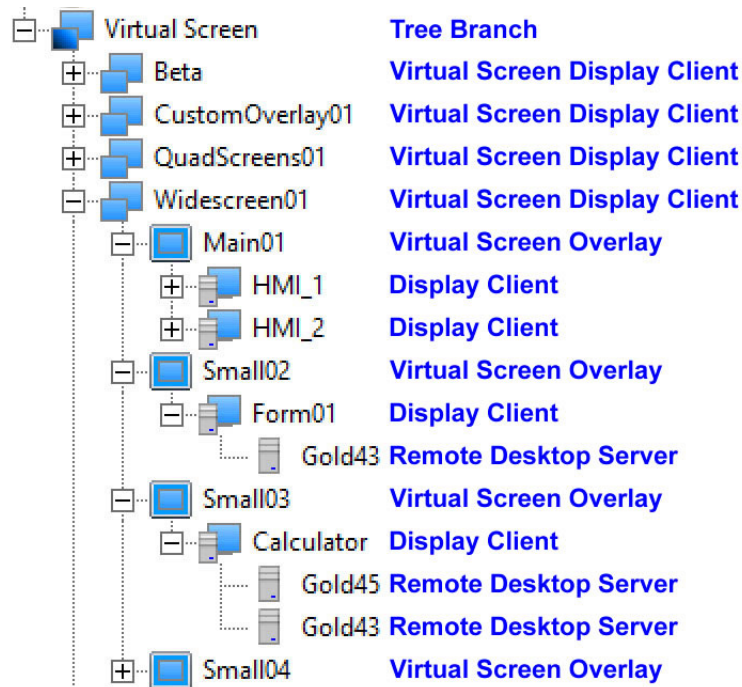 Virtual Screen Tree Branch
Beta Virtual Screen Display Client
CustomOverlay01 Virtual Screen Display Client
QuadScreens01 Virtual Screen Display Client
Widescreen01 Virtual Screen Display Client
Main01 Virtual Screen Overlay
HMI_1 Display Client
HMI_2 Display Client
Small02 Virtual Screen Overlay
Form01 Display Client
Gold43 Remote Desktop Server
Small03 Virtual Screen Overlay
Calculator Display Client
Gold45 Remote Desktop Server
Gold43 Remote Desktop Server
Small04 Virtual Screen Overlay